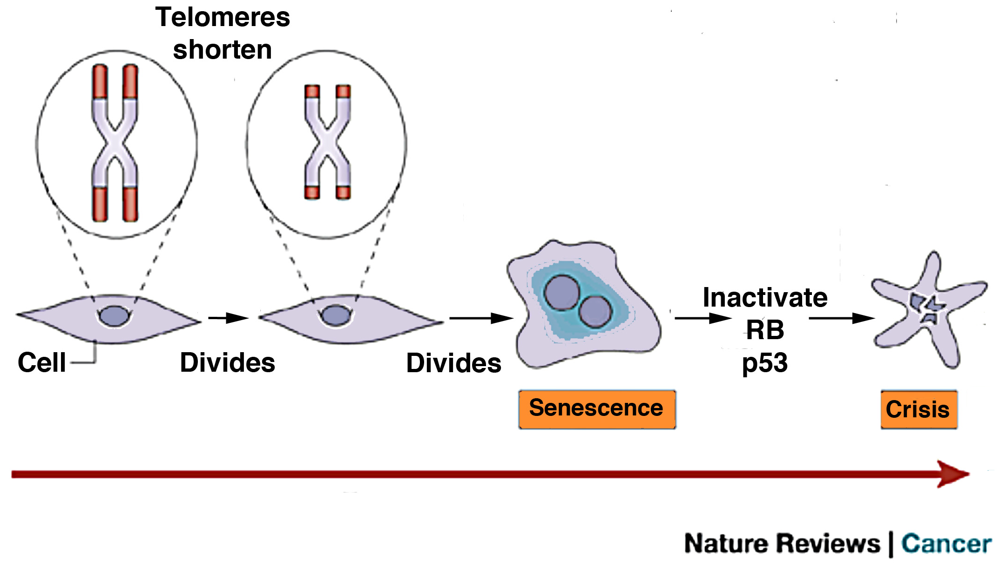 Telomeres
shorten
Cell
Divides
Divides
Inactivate
RB
p53
Senescence
Crisis
Nature Reviews | Cancer